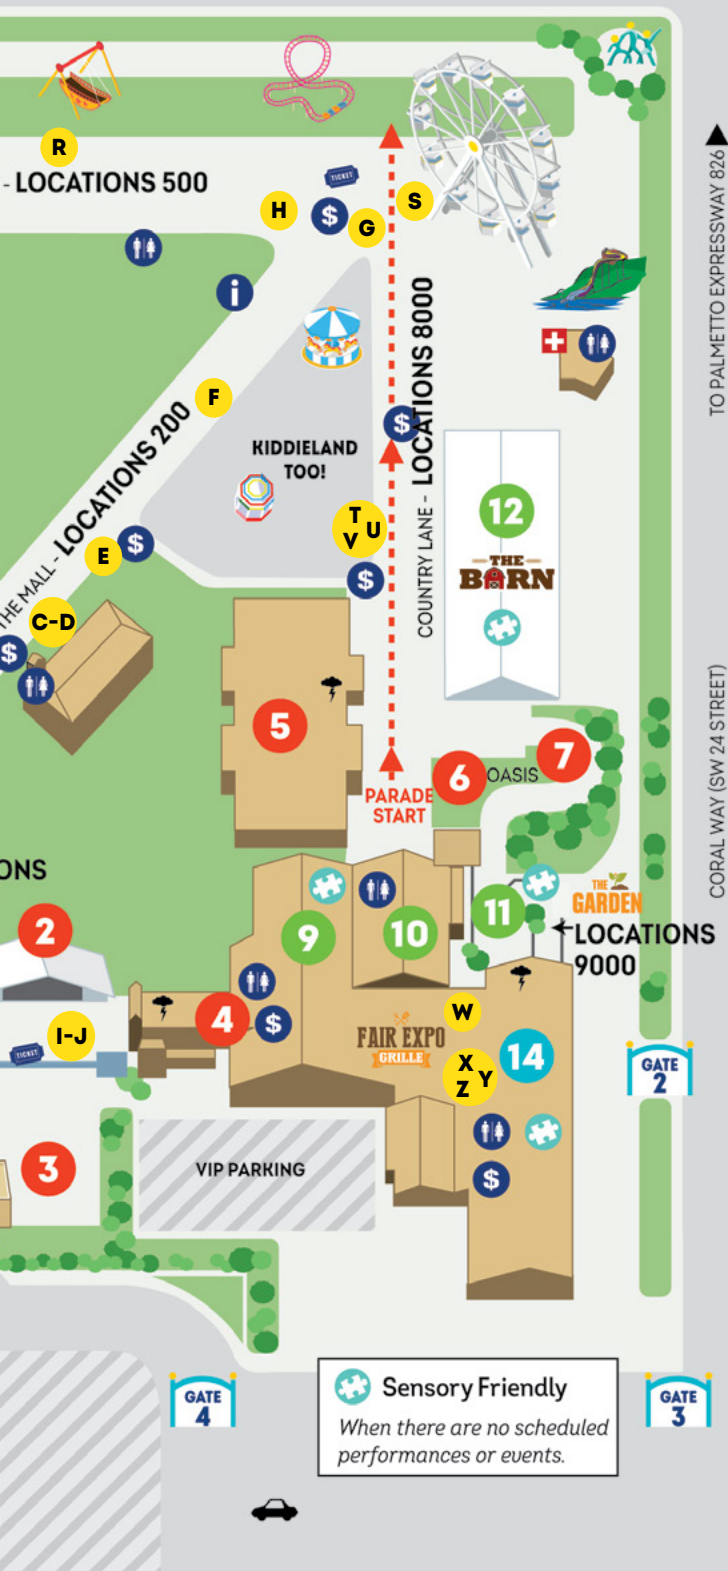 R
- LOCATIONS 500
TICKET
H
$
G
S
i
TO PALMETTO EXPRESSWAY 826
F
KIDDIELAND
TOO!
$
COUNTRY LANE - LOCATIONS 8000
THE MALL - LOCATIONS 200
E
$
T
V U
$
12
THE
BARN
C-D
$
5
6
OASIS
7
PARADE
START
CORAL WAY (SW 24 STREET)
ONS
2
9
10
11
THE
GARDEN
LOCATIONS
9000
4
$
I-J
TICKET
FAIR EXPO
GRILLE
W
X
Z Y
14
GATE
2
3
VIP PARKING
$
GATE
4
Sensory Friendly
When there are no scheduled
performances or events.
GATE
3